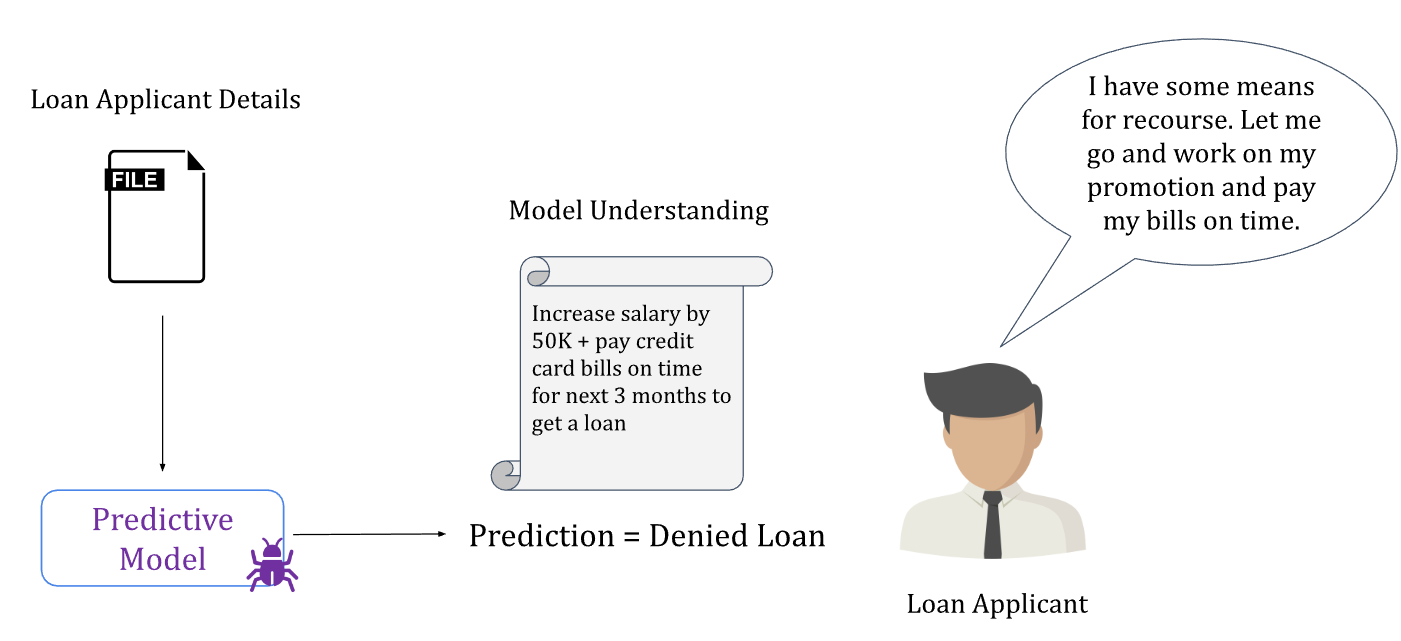 Loan Applicant Details
FILE
Predictive
Model
Model Understanding
Increase salary by
50K + pay credit
card bills on time
for next 3 months to
get a loan
Prediction = Denied Loan
I have some means
for recourse. Let me
go and work on my
promotion and pay
my bills on time.
Loan Applicant